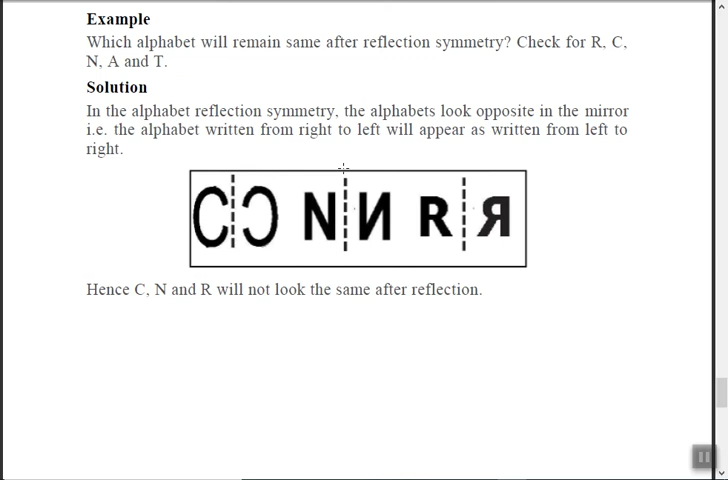 Example
Which alphabet will remain same after reflection symmetry? Check for R, C,
N, A and T.
Solution
In the alphabet reflection symmetry, the alphabets look opposite in the mirror
i.e. the alphabet written from right to left will appear as written from left to
right.
C Ɔ N И R Я
Hence C, N and R will not look the same after reflection.